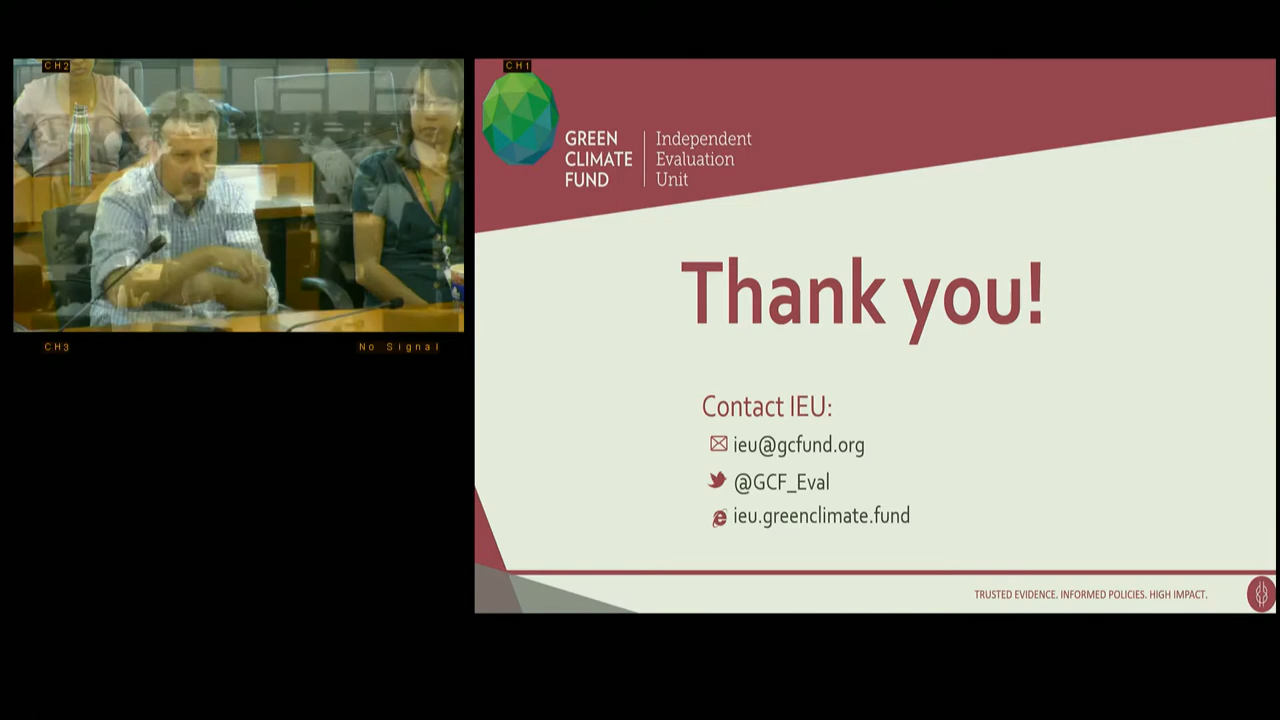 CH2
CH1
GREEN
CLIMATE
FUND
Independent
Evaluation
Unit
Thank you!
CH3
No Signal
Contact IEU:
ieu@gcfund.org
@GCF_Eval
ieu.greenclimate.fund
TRUSTED EVIDENCE. INFORMED POLICIES. HIGH IMPACT.